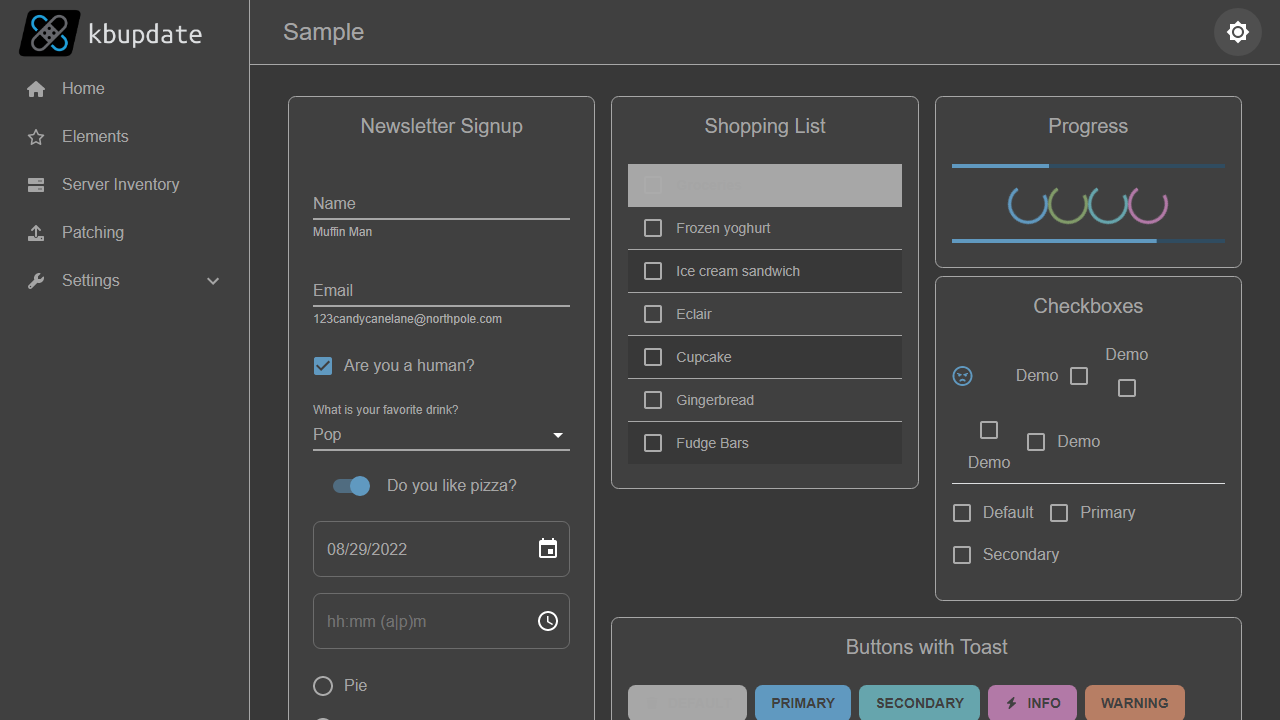 kbupdate
Sample
Home
Elements
Server Inventory
Patching
Settings
Newsletter Signup
Name
Muffin Man
Email
123candycanelane@northpole.com
Are you a human?
What is your favorite drink?
Pop
Do you like pizza?
08/29/2022
hh:mm (a|p)m
Pie
Shopping List
Frozen yoghurt
Ice cream sandwich
Eclair
Cupcake
Gingerbread
Fudge Bars
Progress
Checkboxes
Demo
Demo
Demo
Demo
Default
Primary
Secondary
Buttons with Toast
PRIMARY
SECONDARY
INFO
WARNING